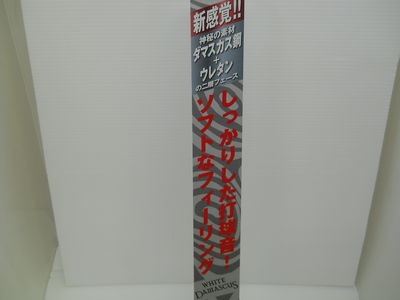 新感覚!!
神秘の素材
ダマスカス鋼
+
ウレタン
の二層フェース
しっかりした打球音!
ソフトなフィーリング
WHITE
DAMASCUS